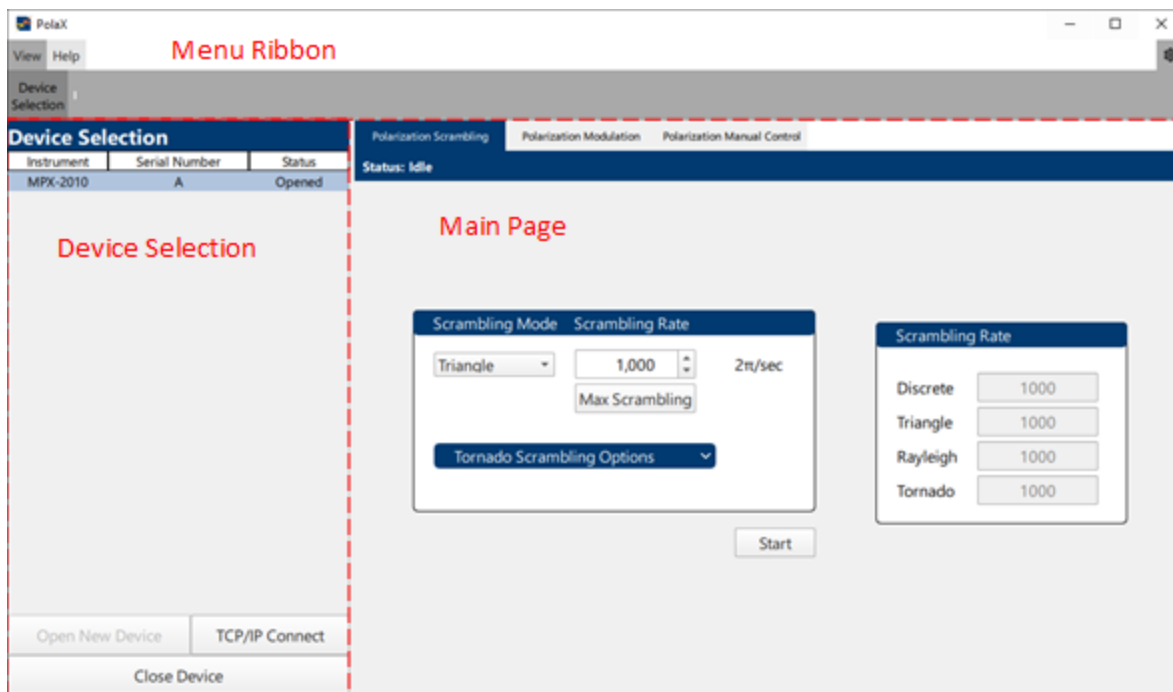 PolaX
View Help
Menu Ribbon
Device
Selection
Device Selection
Instrument Serial Number Status
MPX-2010 A Opened
Device Selection
Open New Device TCP/IP Connect
Close Device
Polarization Scrambling Polarization Modulation Polarization Manual Control
Status: Idle
Main Page
Scrambling Mode Scrambling Rate
Triangle 1,000 2π/sec
Max Scrambling
Tornado Scrambling Options
Start
Scrambling Rate
Discrete 1000
Triangle 1000
Rayleigh 1000
Tornado 1000